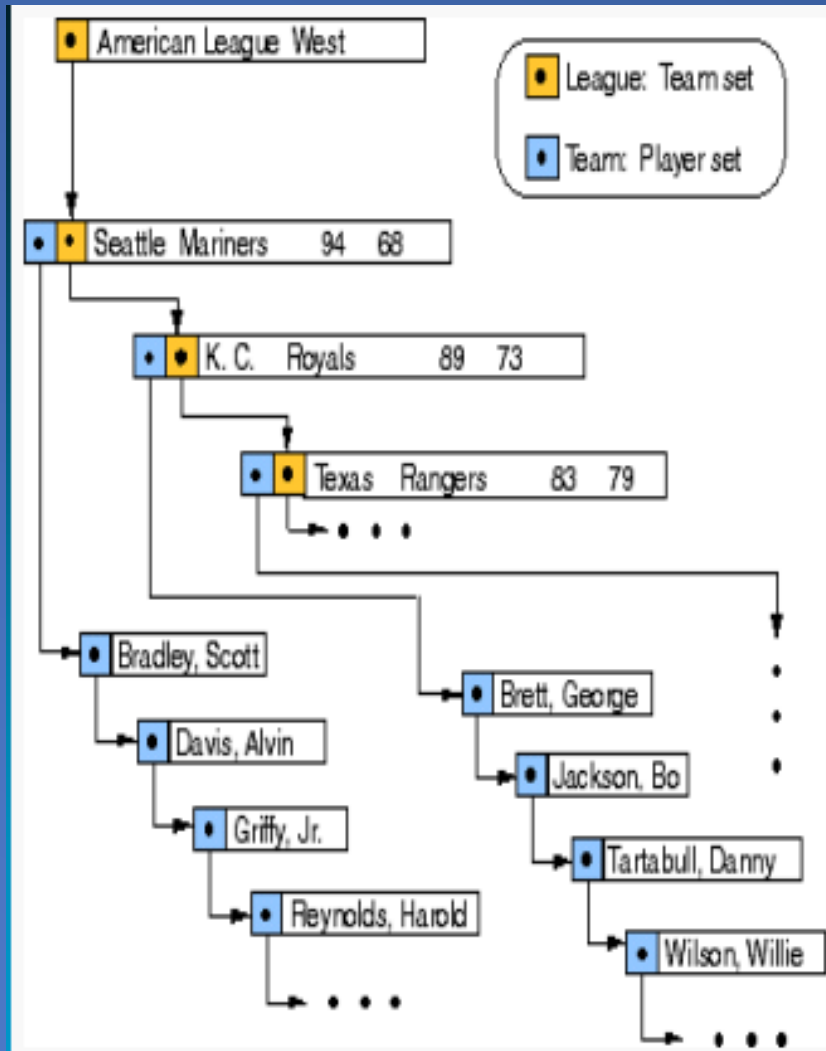 American League West
League: Team set
Team: Player set
Seattle Mariners 94 68
K. C. Royals 89 73
Texas Rangers 83 79
• • •
Bradley, Scott
Davis, Alvin
Griffy, Jr.
Reynolds, Harold
• • •
Brett, George
Jackson, Bo
Tartabull, Danny
Wilson, Willie
• • •